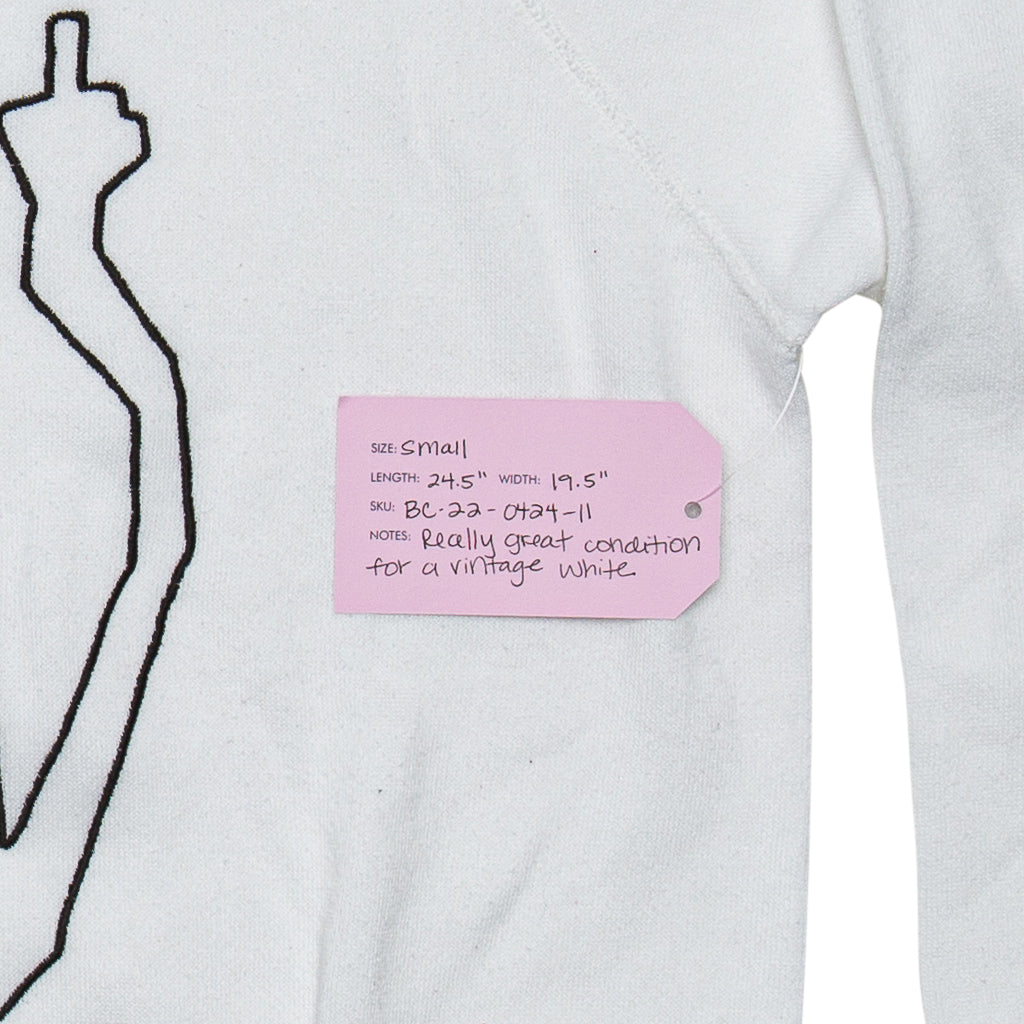 SIZE: Small
LENGTH: 24.5" WIDTH: 19.5"
SKU: BC-22-0424-11
NOTES: Really great condition
for a vintage white